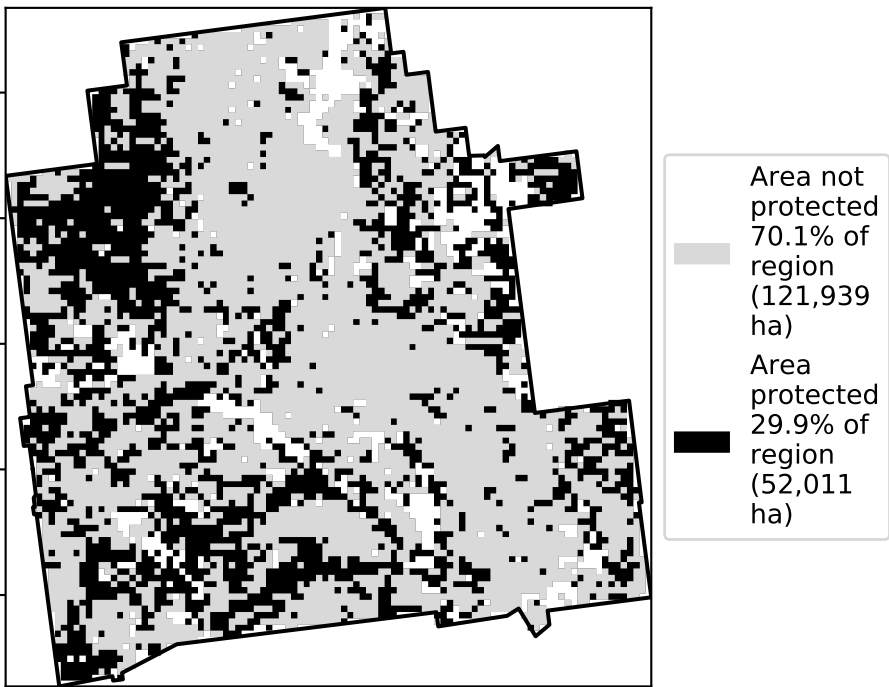 Area not
protected
70.1% of
region
(121,939
ha)
Area
protected
29.9% of
region
(52,011
ha)